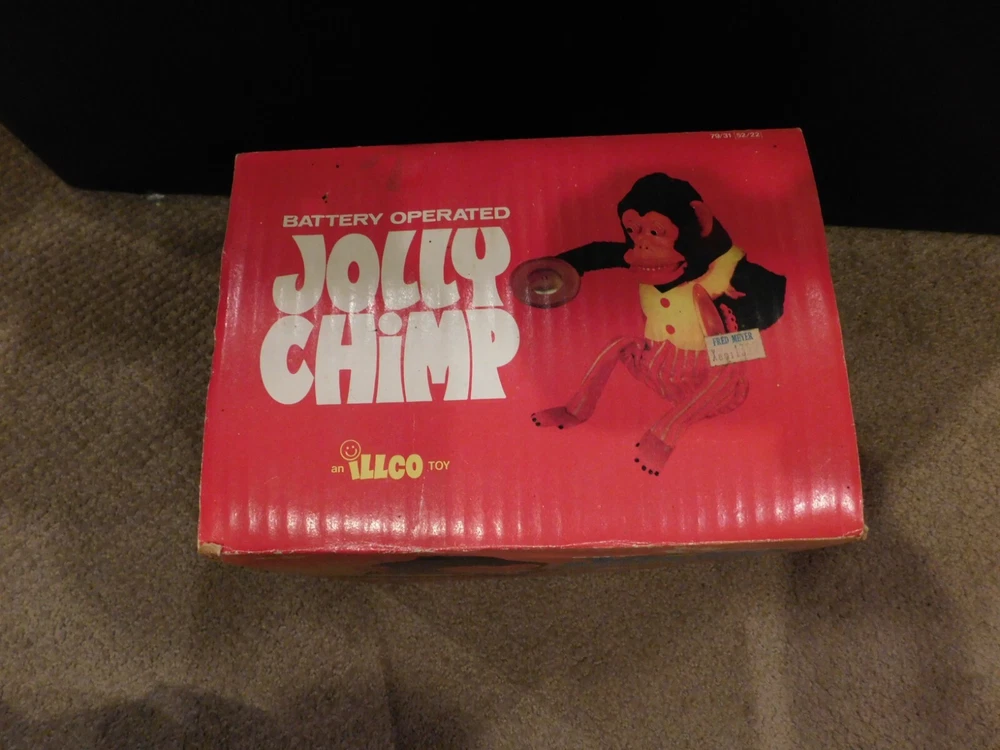 BATTERY OPERATED
JOLLY
CHiMP
an iLLCO TOY
FRED MEYER